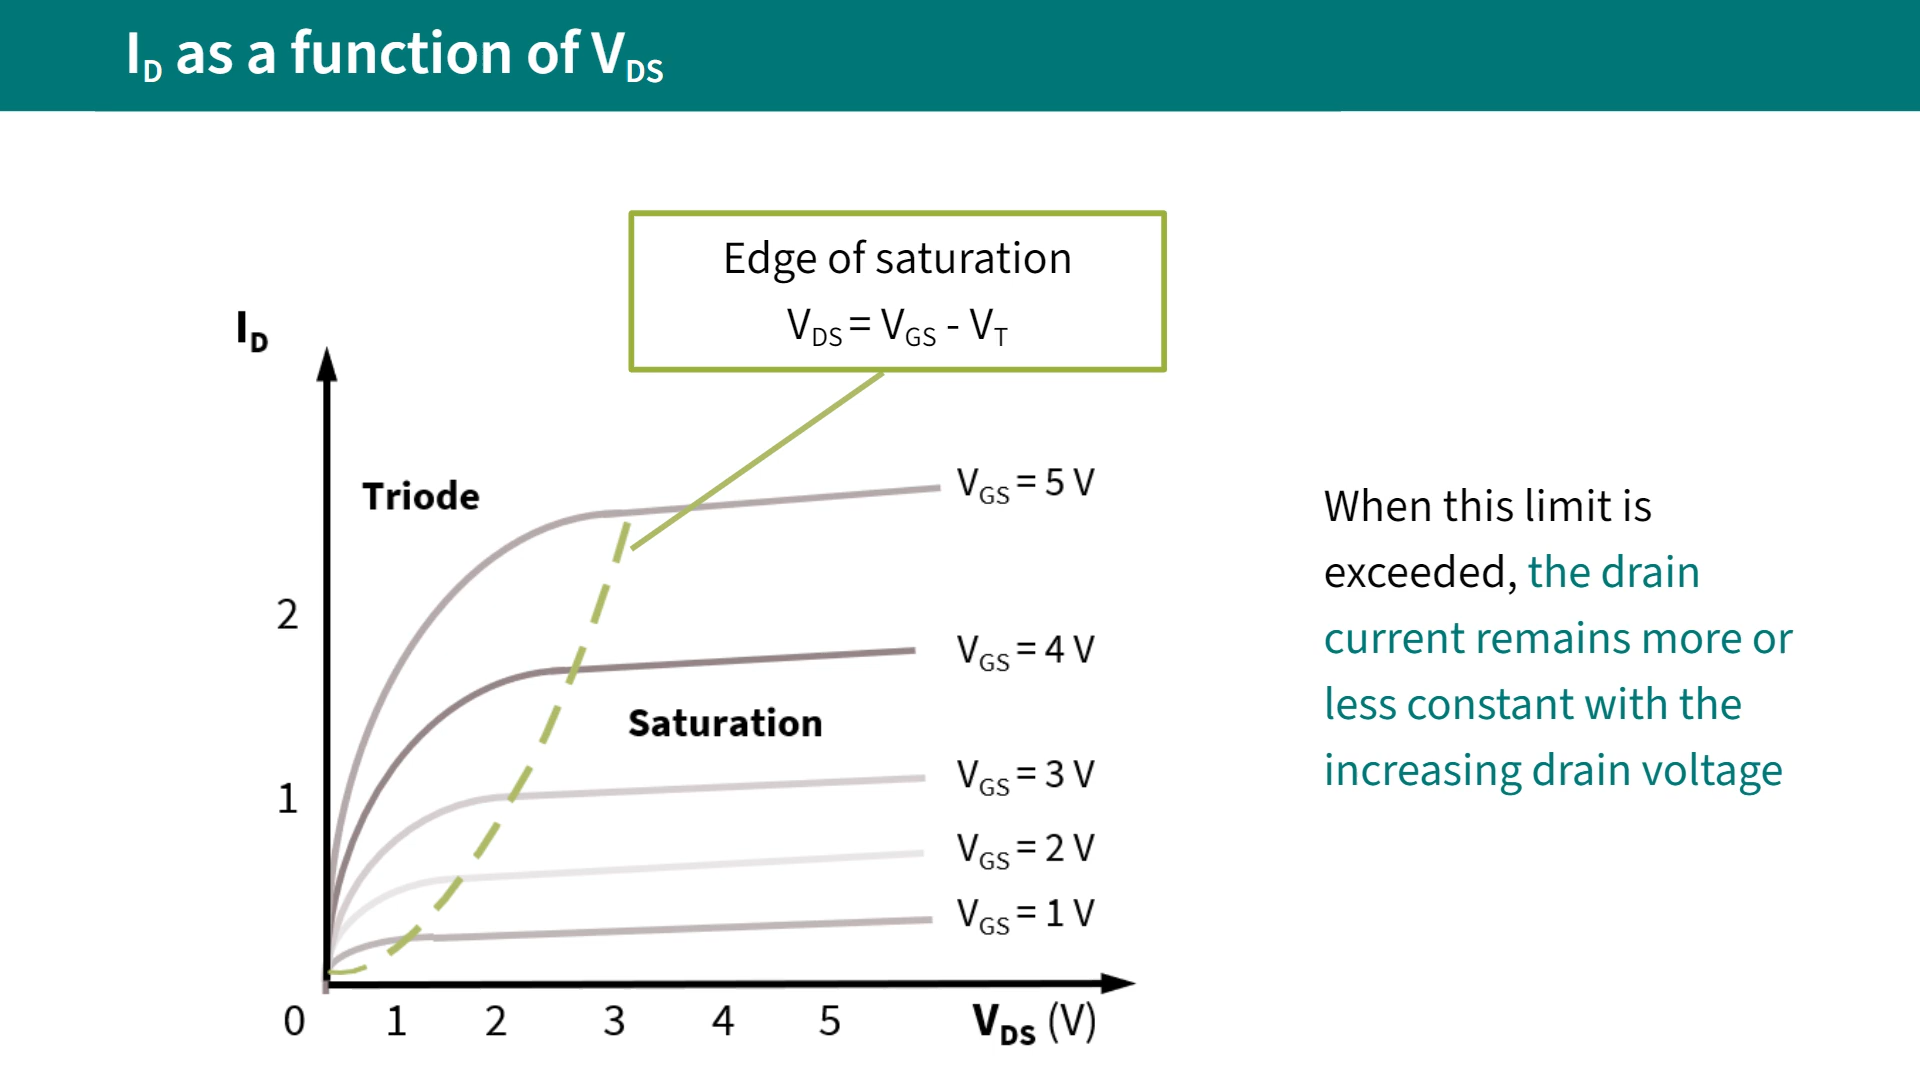 I_D as a function of V_DS
Edge of saturation
V_DS = V_GS - V_T
I_D
Triode
V_GS = 5 V
2
V_GS = 4 V
Saturation
1
V_GS = 3 V
V_GS = 2 V
V_GS = 1 V
0 1 2 3 4 5 V_DS (V)
When this limit is
exceeded, the drain
current remains more or
less constant with the
increasing drain voltage